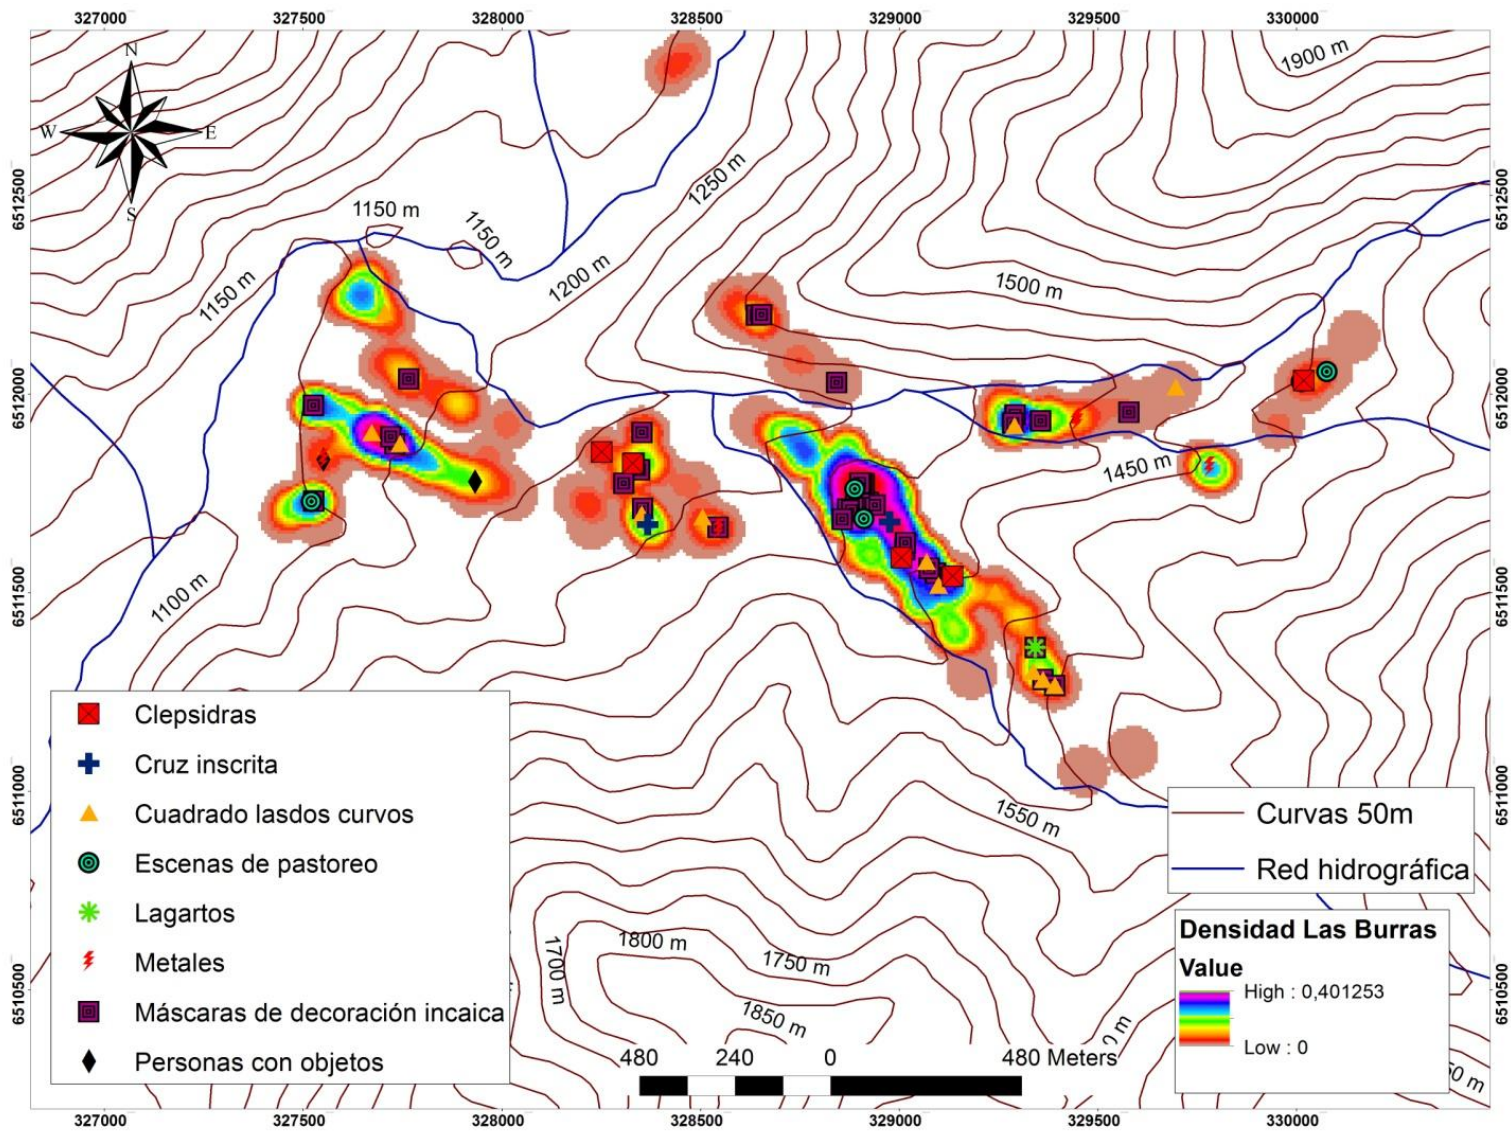 327000 327500 328000 328500 329000 329500 330000
N
W E
S
6512500
6512000
6511500
6511000
6510500
6512500
6512000
6511500
6511000
6510500
1900 m
1250 m
1150 m
1150 m
1150 m
1200 m
1500 m
1450 m
1100 m
1550 m
1700 m
1800 m
1750 m
1850 m
Clepsidras
Cruz inscrita
Cuadrado lasdos curvos
Escenas de pastoreo
Lagartos
Metales
Máscaras de decoración incaica
Personas con objetos
Curvas 50m
Red hidrográfica
Densidad Las Burras
Value
High : 0,401253
Low : 0
480 240 0 480 Meters
327000 327500 328000 328500 329000 329500 330000